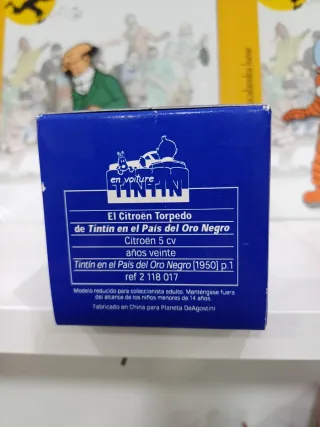 en voiture
TINTIN
El Citroën Torpedo
de Tintín en el País del Oro Negro
Citroën 5 cv
años veinte
Tintín en el País del Oro Negro [1950] p.1
ref 2 118 017
Modelo reducido para coleccionista adulto. Manténgase fuera
del alcance de los niños menores de 14 años.
Fabricado en China para Planeta DeAgostini